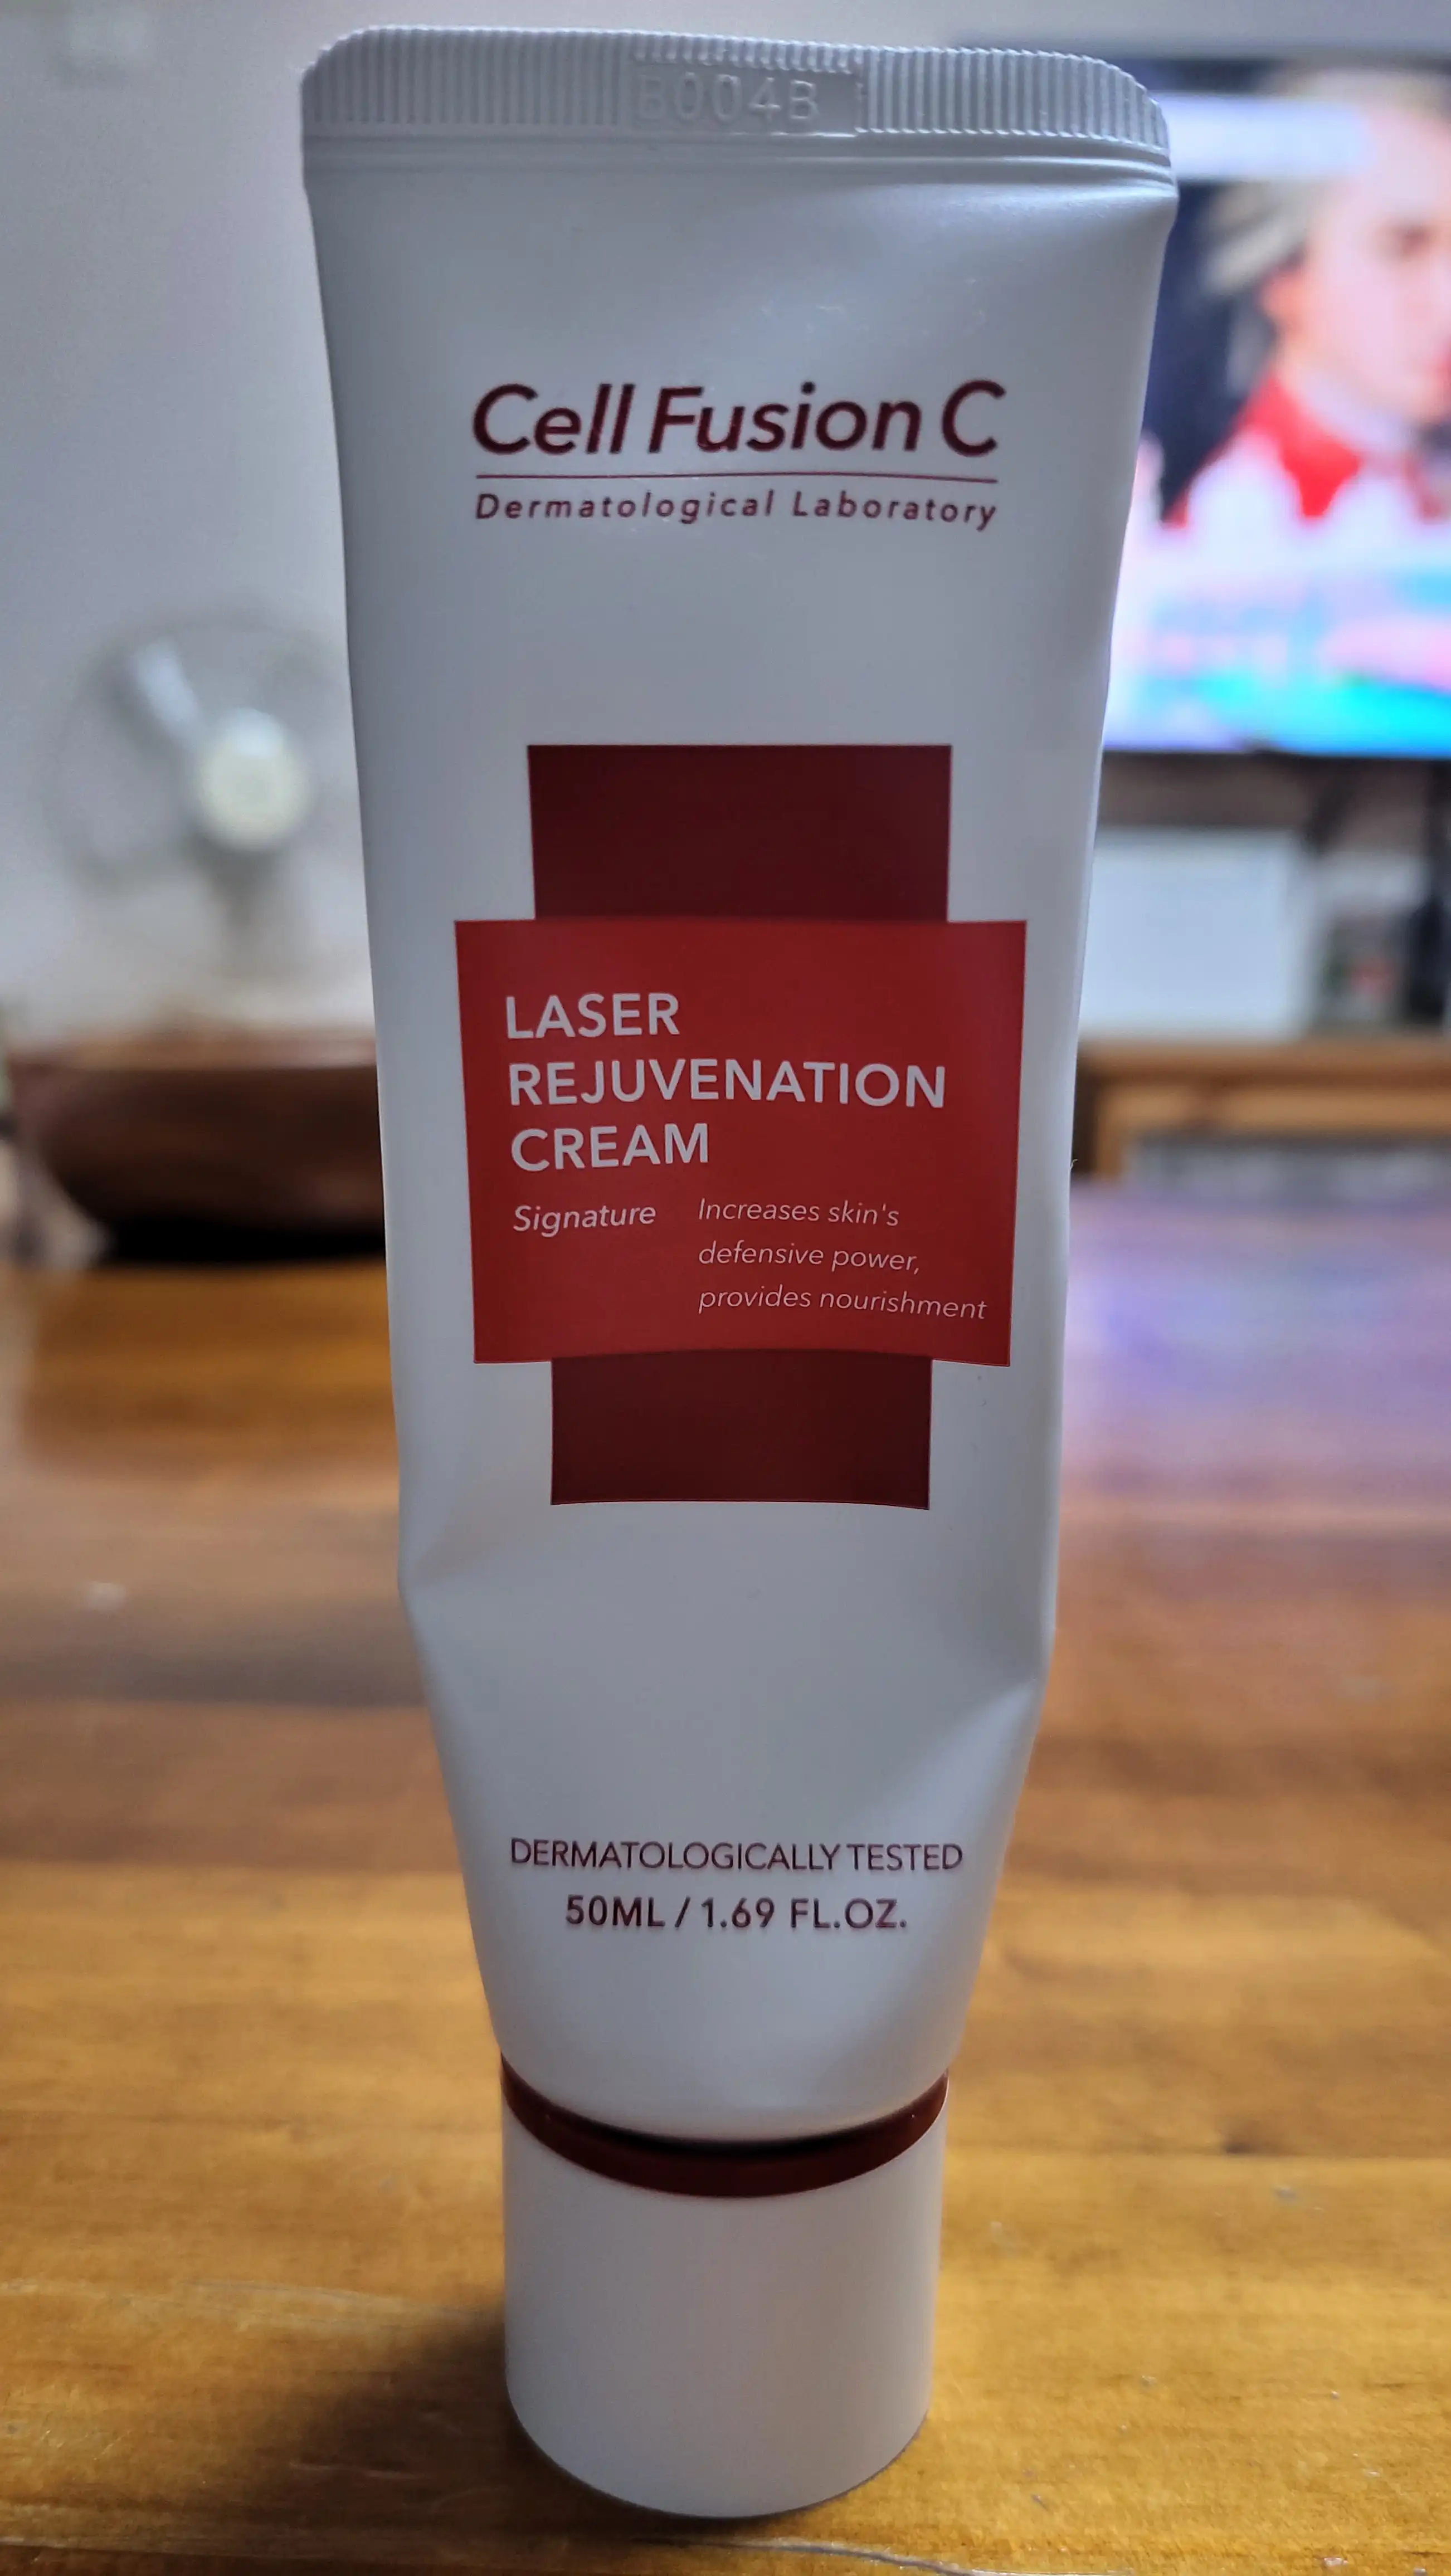 B004B
Cell Fusion C
Dermatological Laboratory
LASER
REJUVENATION
CREAM
Signature
Increases skin's
defensive power,
provides nourishment
DERMATOLOGICALLY TESTED
50ML / 1.69 FL.OZ.